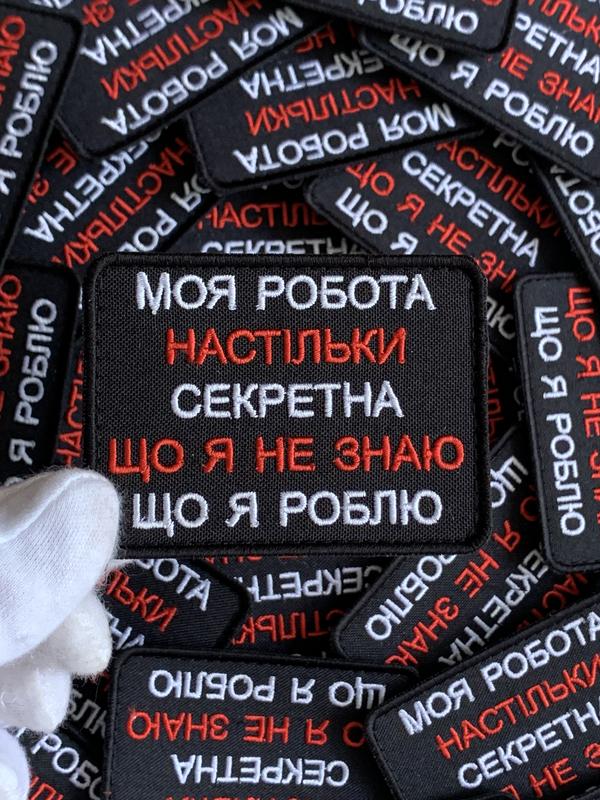 МОЯ РОБОТА
НАСТІЛЬКИ
СЕКРЕТНА
ЩО Я НЕ ЗНАЮ
ЩО Я РОБЛЮ